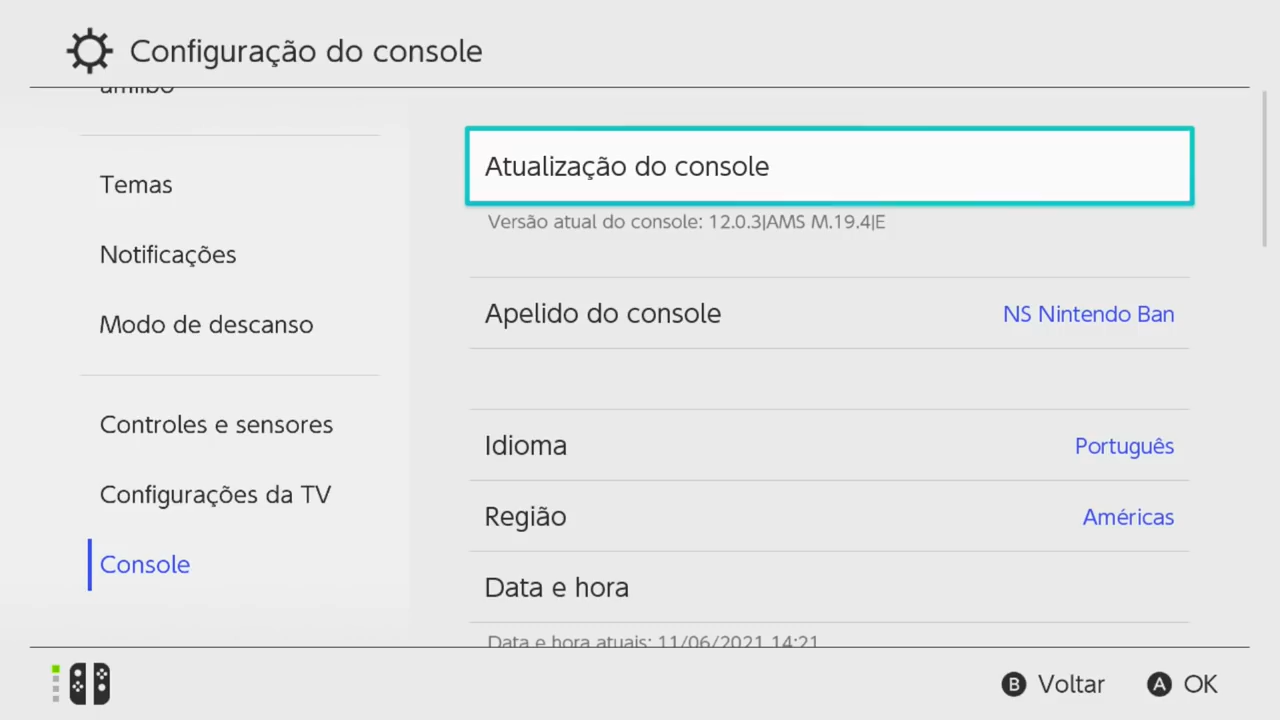 Configuração do console
amiibo
Temas
Notificações
Modo de descanso
Controles e sensores
Configurações da TV
Console
Atualização do console
Versão atual do console: 12.0.3|AMS M.19.4|E
Apelido do console NS Nintendo Ban
Idioma Português
Região Américas
Data e hora
Data e hora atuais: 11/06/2021 14:21
B Voltar A OK